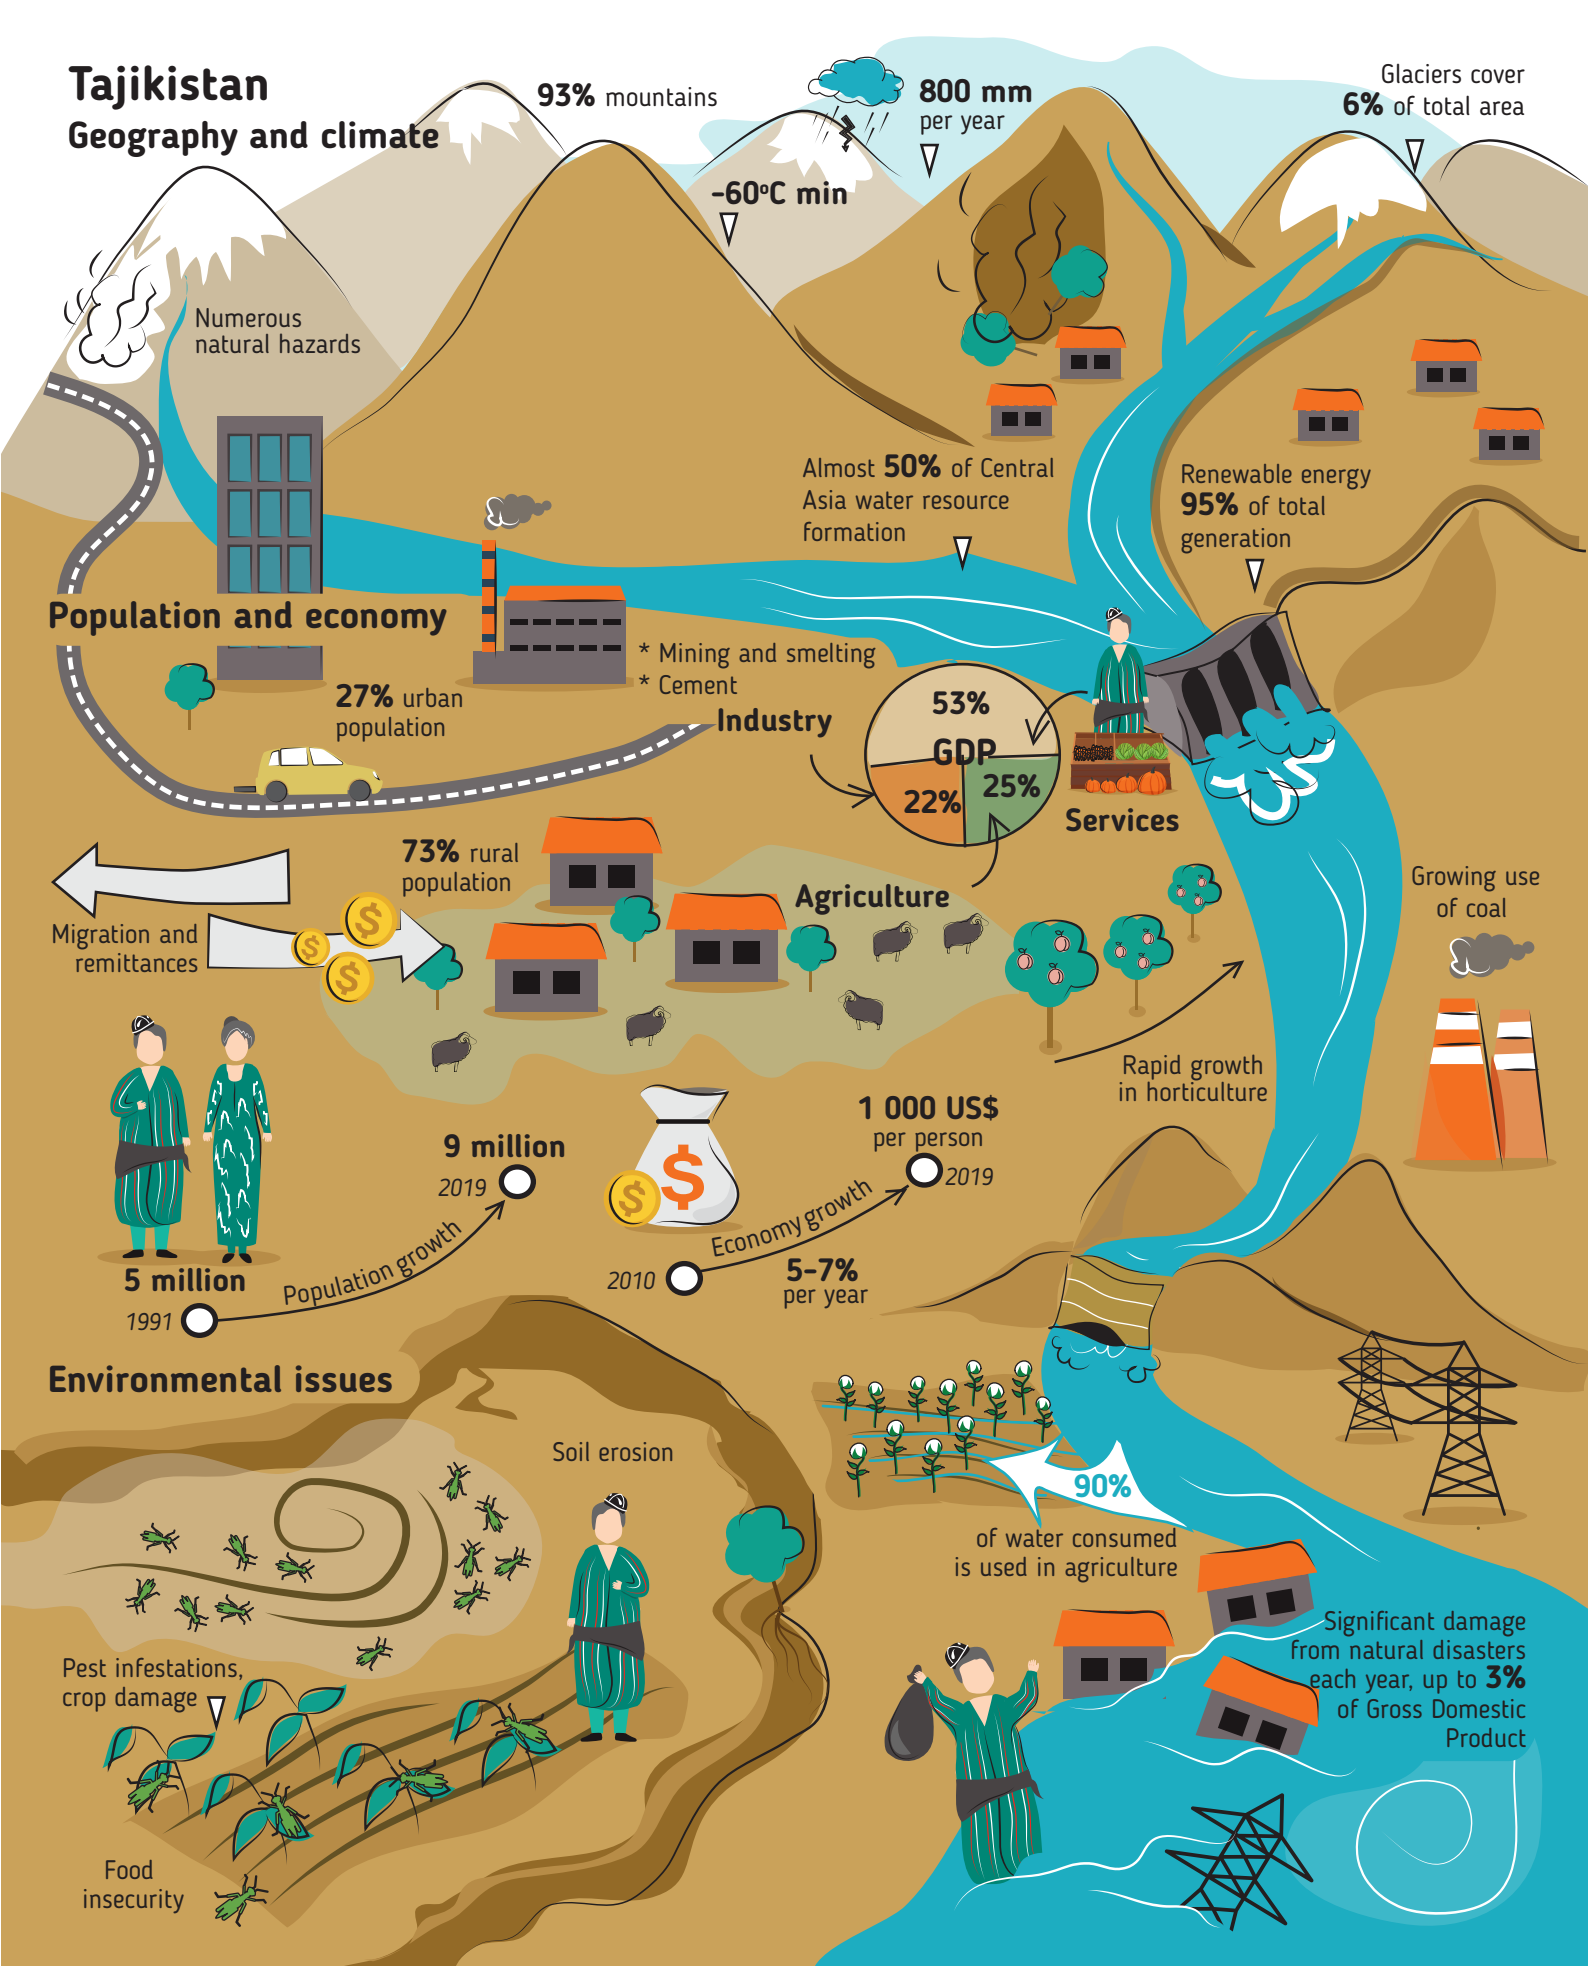 Tajikistan
Geography and climate
93% mountains
800 mm
per year
Glaciers cover
6% of total area
-60ºC min
Numerous
natural hazards
Almost 50% of Central
Asia water resource
formation
Renewable energy
95% of total
generation
Population and economy
27% urban
population
* Mining and smelting
* Cement
Industry
53%
GDP
22%
25%
Services
73% rural
population
Agriculture
Migration and
remittances
$
$
$
Growing use
of coal
Rapid growth
in horticulture
5 million
1991
Population growth
9 million
2019
$
$
2010
Economy growth
5-7%
per year
1 000 US$
per person
2019
Environmental issues
Soil erosion
90%
of water consumed
is used in agriculture
Pest infestations,
crop damage
Significant damage
from natural disasters
each year, up to 3%
of Gross Domestic
Product
Food
insecurity